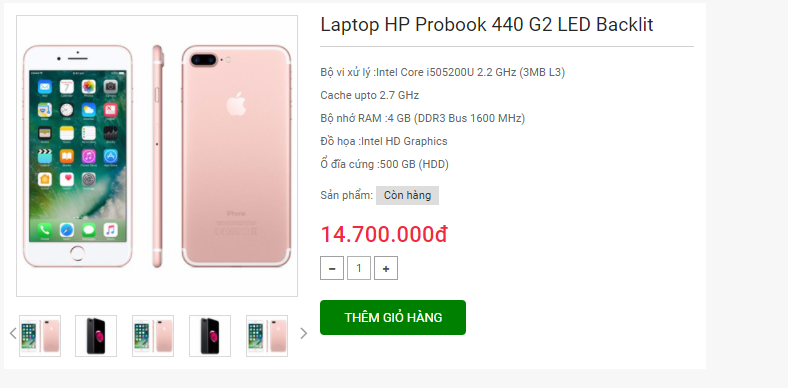 Laptop HP Probook 440 G2 LED Backlit
Bộ vi xử lý :Intel Core i505200U 2.2 GHz (3MB L3)
Cache upto 2.7 GHz
Bộ nhớ RAM :4 GB (DDR3 Bus 1600 MHz)
Đồ họa :Intel HD Graphics
Ổ đĩa cứng :500 GB (HDD)
Sản phẩm: Còn hàng
14.700.000đ
- 1 +
THÊM GIỎ HÀNG
iPhone